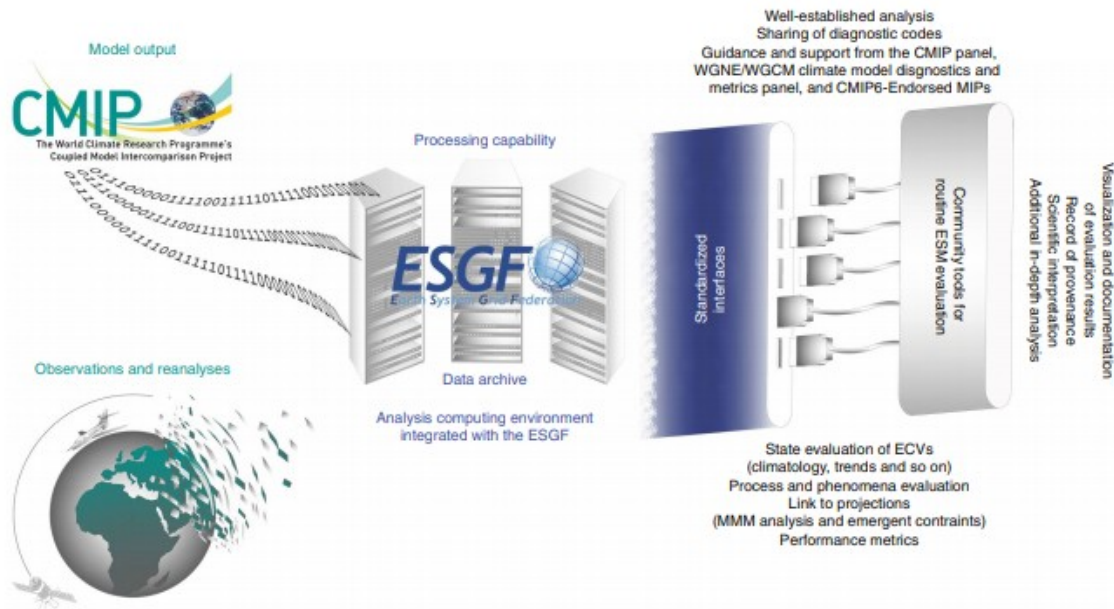 Model output
CMIP
The World Climate Research Programme's
Coupled Model Intercomparison Project
Processing capability
ESGF
Earth System Grid Federation
Data archive
Analysis computing environment
integrated with the ESGF
Observations and reanalyses
Well-established analysis
Sharing of diagnostic codes
Guidance and support from the CMIP panel,
WGNE/WGCM climate model diagnostics and
metrics panel, and CMIP6-Endorsed MIPs
Standardized
interfaces
Community tools for
routine ESM evaluation
Visualization and documentation
of evaluation results
Record of provenance
Scientific interpretation
Additional in-depth analysis
State evaluation of ECVs
(climatology, trends and so on)
Process and phenomena evaluation
Link to projections
(MMM analysis and emergent contraints)
Performance metrics